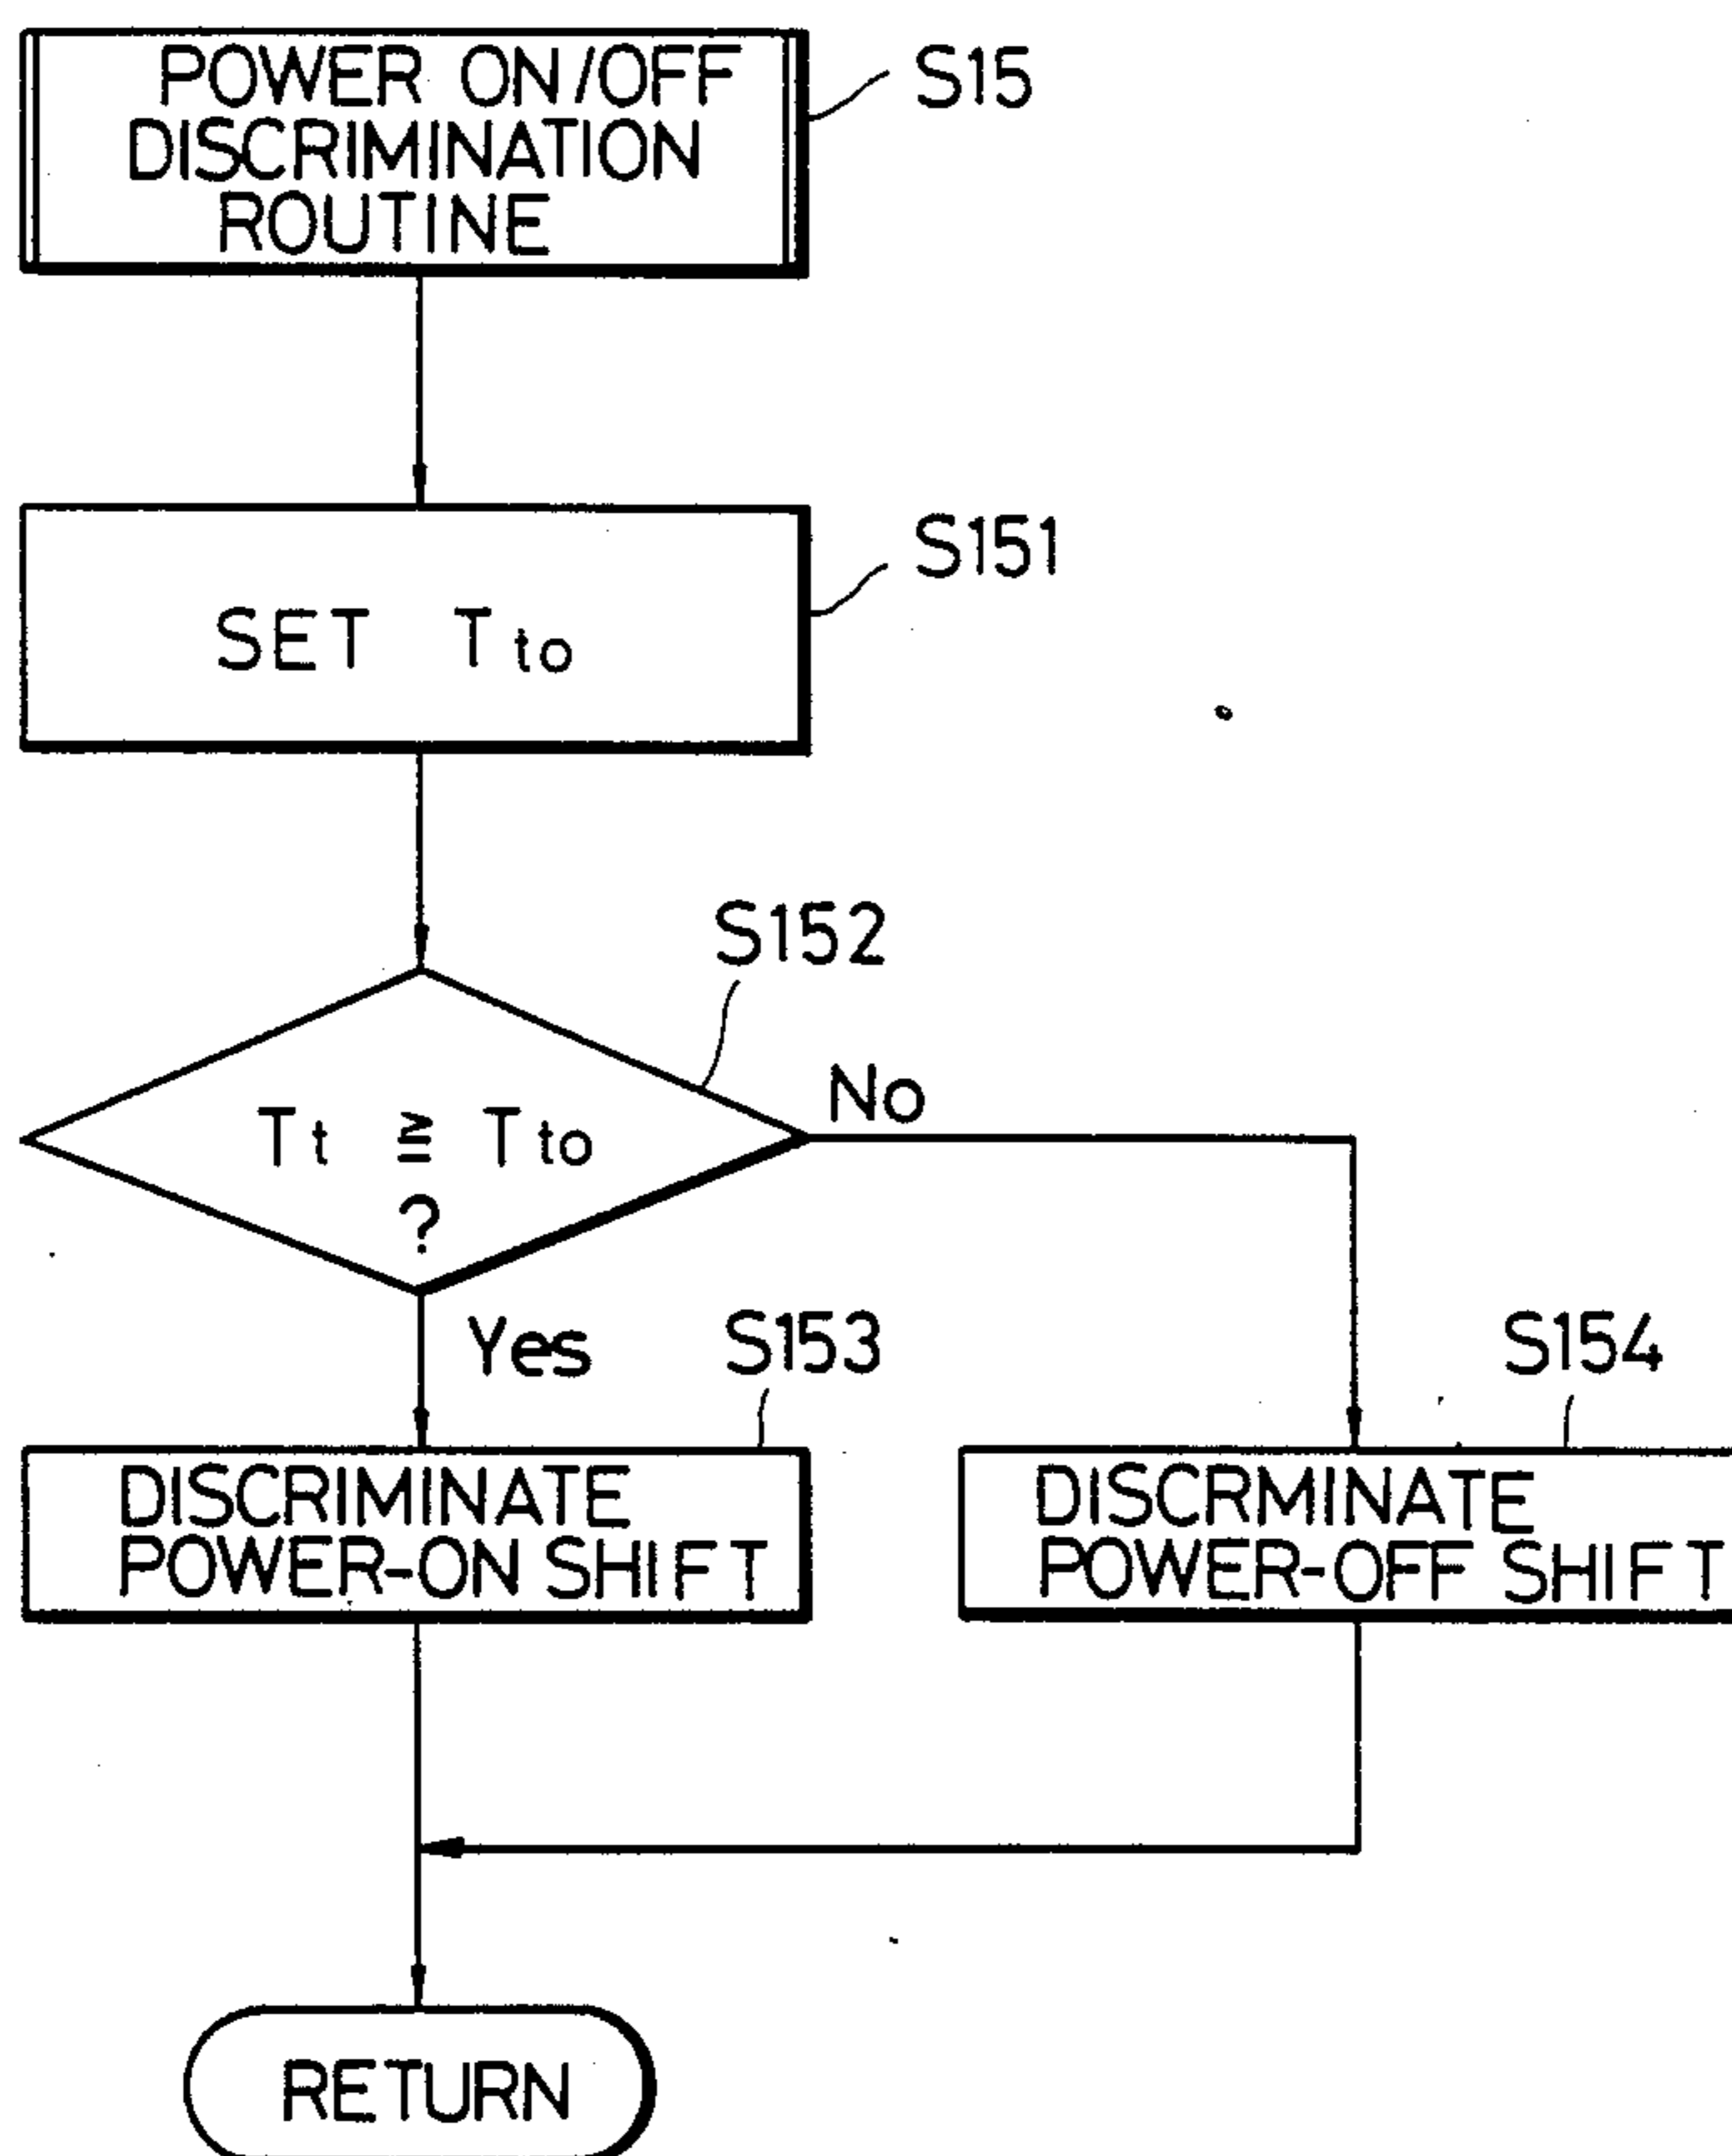 POWER ON/OFF
DISCRIMINATION
ROUTINE
S15
SET Tto
S151
S152
Tt ≧ Tto
?
No
Yes
S153
S154
DISCRIMINATE
POWER-ON SHIFT
DISCRMINATE
POWER-OFF SHIFT
RETURN